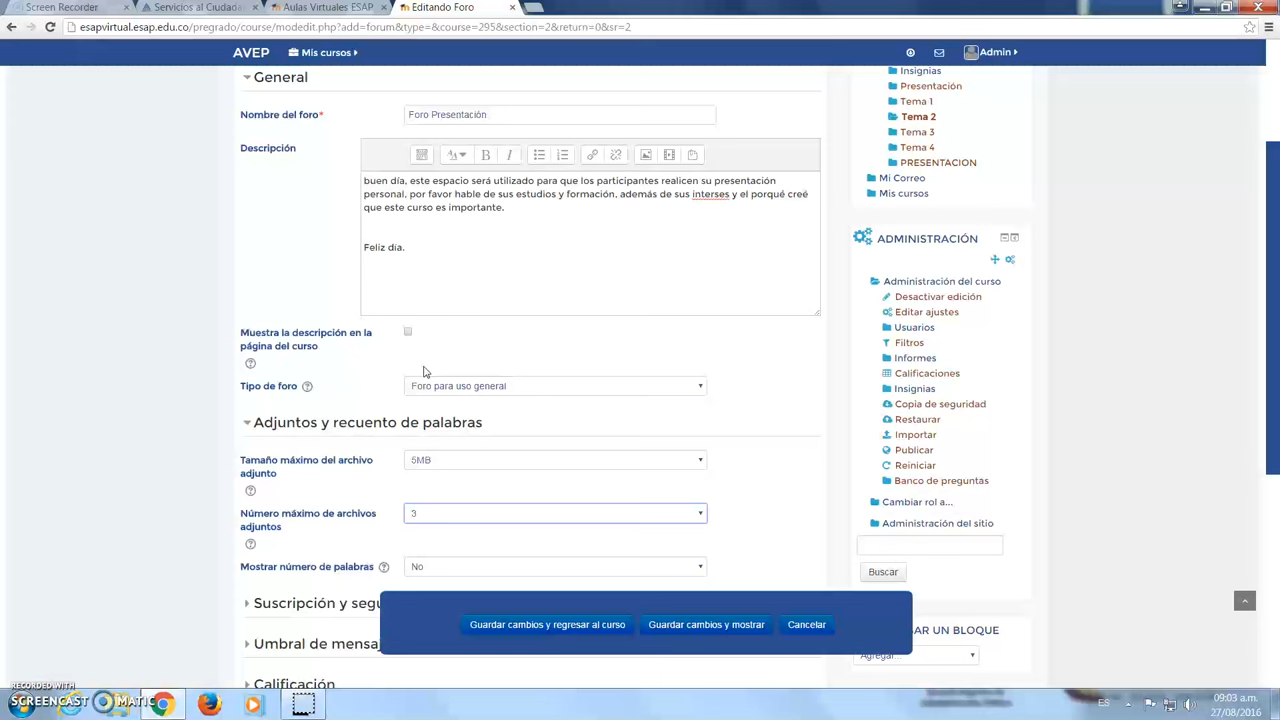 Screen Recorder
Servicios al Ciudad
Aulas Virtuales ESAP
Editando Foro
esapvirtual.esap.edu.co/pregrado/course/modedit.php?add=forum&type=&course=295&section=2&return=0&sr=2
AVEP
Mis cursos
Admin
General
Nombre del foro*
Foro Presentación
Descripción
buen día, este espacio será utilizado para que los participantes realicen su presentación
personal, por favor hable de sus estudios y formación, además de sus interses y el porqué creé
que este curso es importante.
Feliz día.
Muestra la descripción en la
página del curso
Tipo de foro
Foro para uso general
Adjuntos y recuento de palabras
Tamaño máximo del archivo
adjunto
5MB
Número máximo de archivos
adjuntos
3
Mostrar número de palabras
No
Suscripción y segu
Umbral de mensaj
Calificación
Guardar cambios y regresar al curso
Guardar cambios y mostrar
Cancelar
Insignias
Presentación
Tema 1
Tema 2
Tema 3
Tema 4
PRESENTACION
Mi Correo
Mis cursos
ADMINISTRACIÓN
Administración del curso
Desactivar edición
Editar ajustes
Usuarios
Filtros
Informes
Calificaciones
Insignias
Copia de seguridad
Restaurar
Importar
Publicar
Reiniciar
Banco de preguntas
Cambiar rol a...
Administración del sitio
Buscar
AR UN BLOQUE
Agregar...
RECORDED WITH
SCREENCAST MATIC
ES
09:03 a.m.
27/08/2016